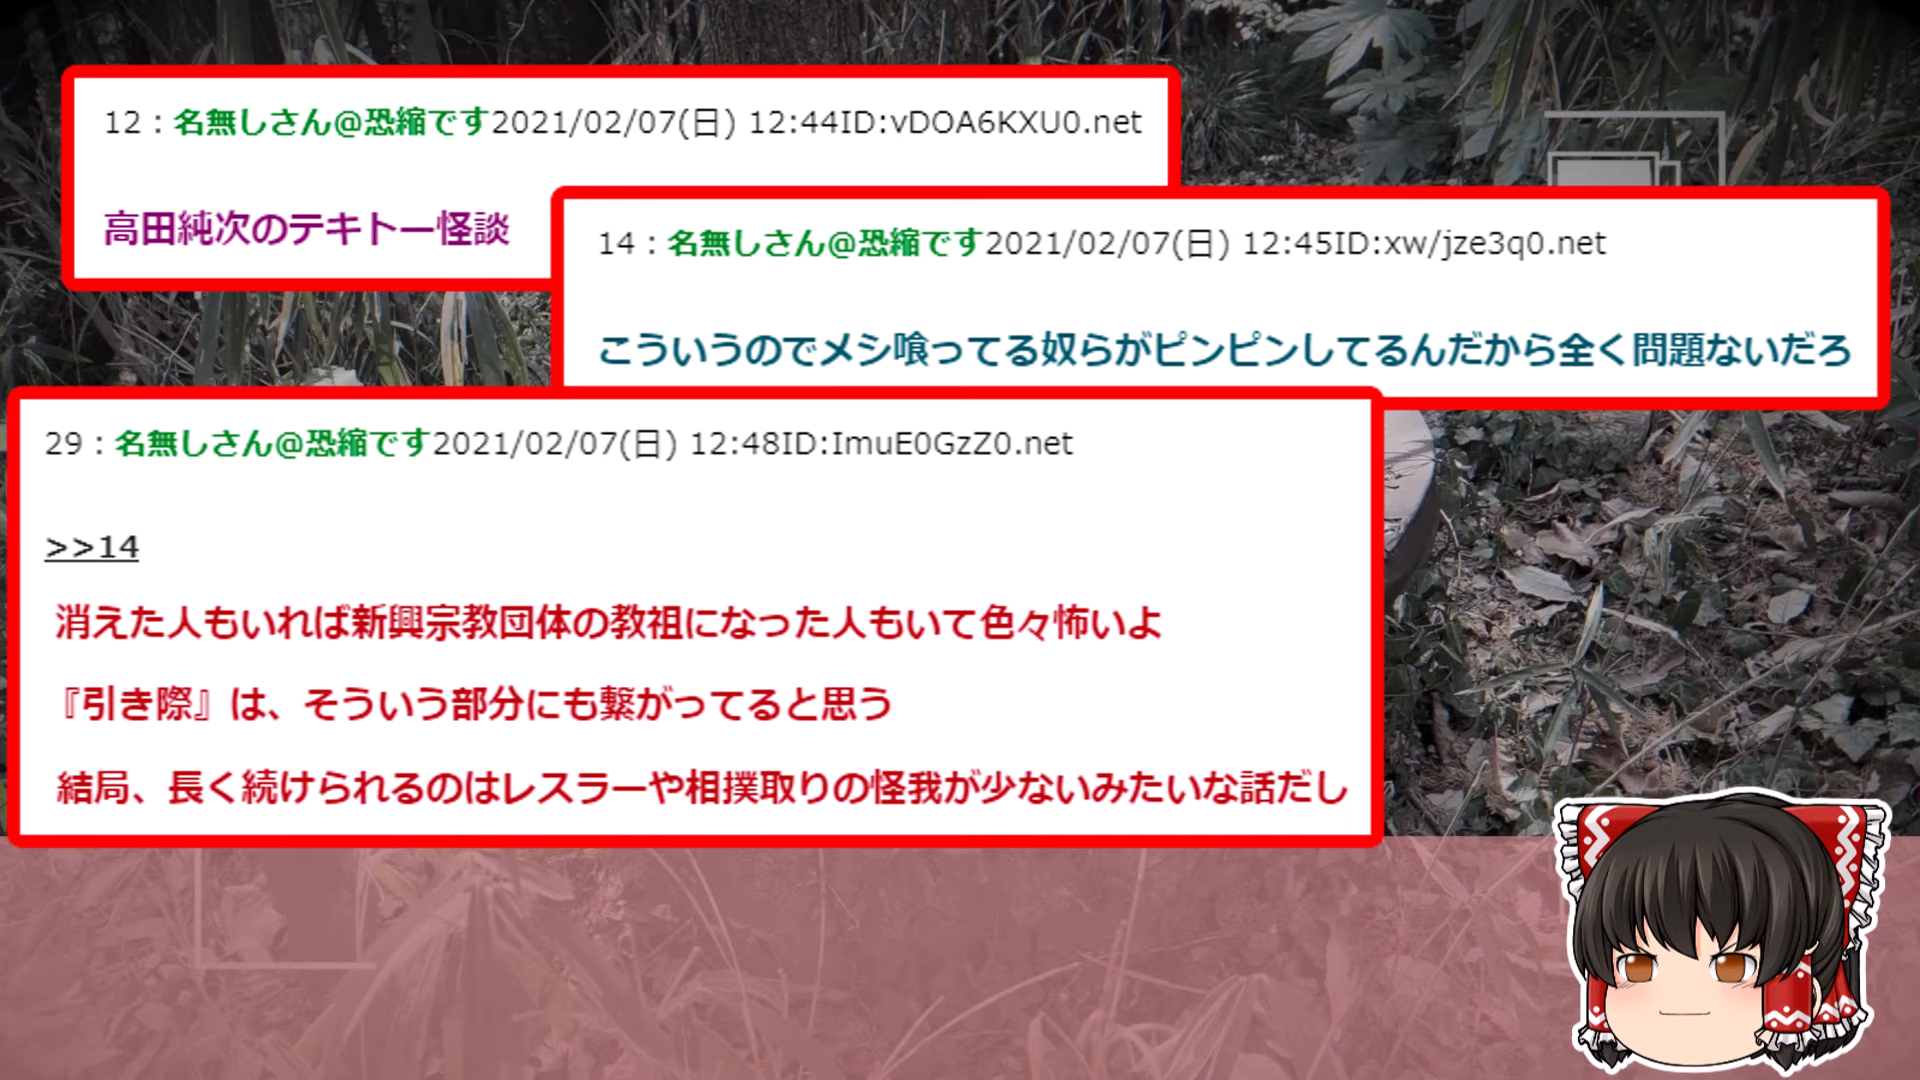 12：名無しさん@恐縮です2021/02/07(日) 12:44ID:vDOA6KXU0.net
高田純次のテキトー怪談
14：名無しさん@恐縮です2021/02/07(日) 12:45ID:xw/jze3q0.net
こういうのでメシ喰ってる奴らがピンピンしてるんだから全く問題ないだろ
29：名無しさん@恐縮です2021/02/07(日) 12:48ID:ImuE0GzZ0.net
>>14
消えた人もいれば新興宗教団体の教祖になった人もいて色々怖いよ
『引き際』は、そういう部分にも繋がってると思う
結局、長く続けられるのはレスラーや相撲取りの怪我が少ないみたいな話だし